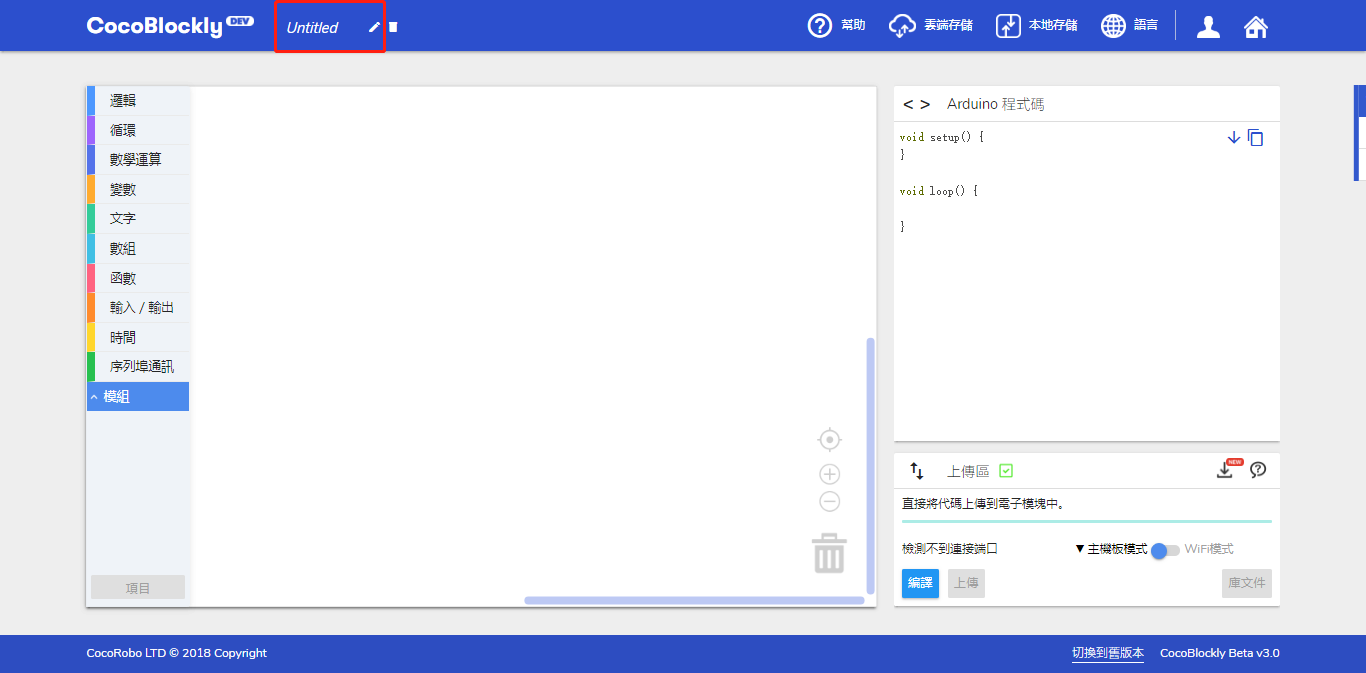 CocoBlockly DEV
Untitled
幫助
雲端存儲
本地存儲
語言
邏輯
循環
數學運算
變數
文字
數組
函數
輸入 / 輸出
時間
序列埠通訊
模組
項目
< > Arduino 程式碼
void setup() {
}
void loop() {
}
上傳區
NEW
直接將代碼上傳到電子模塊中。
檢測不到連接端口
▼主機板模式
WiFi模式
編譯
上傳
庫文件
CocoRobo LTD © 2018 Copyright
切換到舊版本
CocoBlockly Beta v3.0